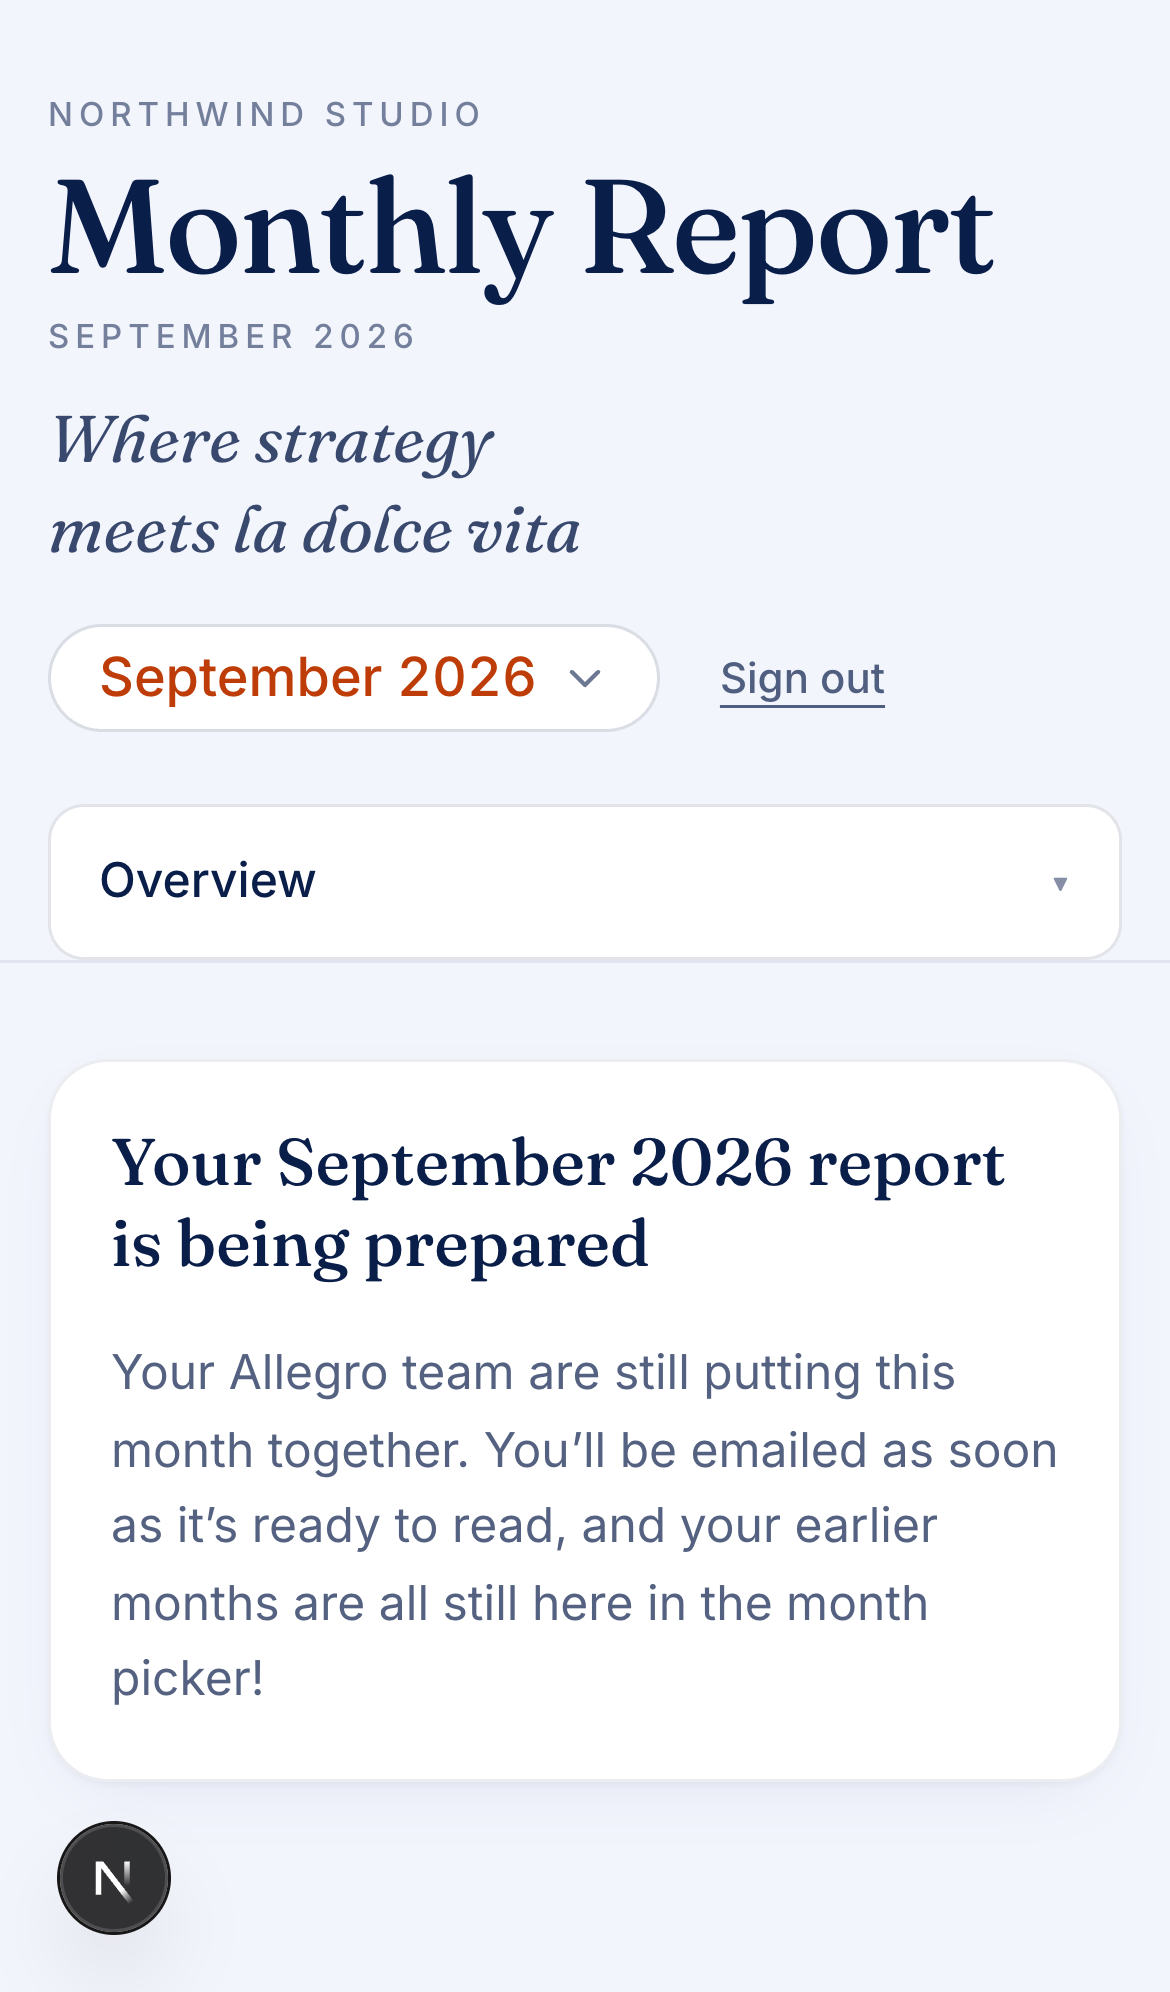 NORTHWIND STUDIO
Monthly Report
SEPTEMBER 2026
Where strategy
meets la dolce vita
September 2026
Sign out
Overview
Your September 2026 report
is being prepared
Your Allegro team are still putting this
month together. You’ll be emailed as soon
as it’s ready to read, and your earlier
months are all still here in the month
picker!
N